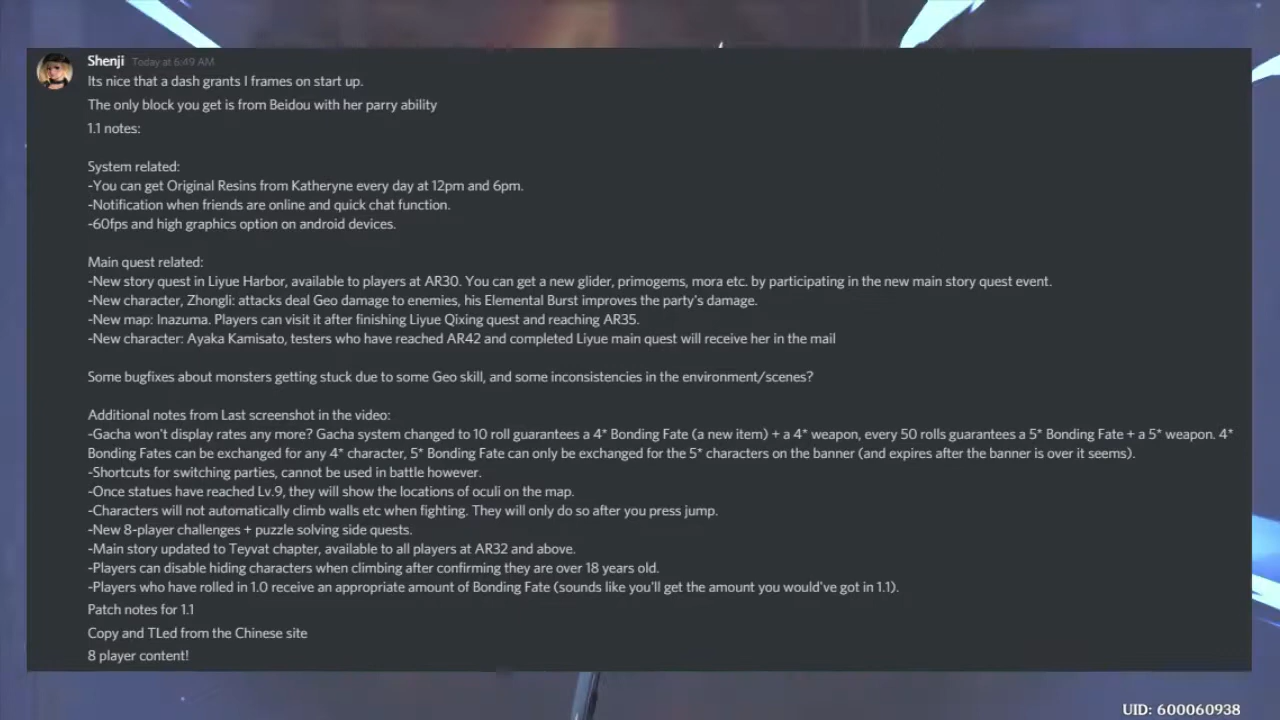 Shenji Today at 6:49 AM
Its nice that a dash grants I frames on start up.
The only block you get is from Beidou with her parry ability
1.1 notes:
System related:
-You can get Original Resins from Katheryne every day at 12pm and 6pm.
-Notification when friends are online and quick chat function.
-60fps and high graphics option on android devices.
Main quest related:
-New story quest in Liyue Harbor, available to players at AR30. You can get a new glider, primogems, mora etc. by participating in the new main story quest event.
-New character, Zhongli: attacks deal Geo damage to enemies, his Elemental Burst improves the party's damage.
-New map: Inazuma. Players can visit it after finishing Liyue Qixing quest and reaching AR35.
-New character: Ayaka Kamisato, testers who have reached AR42 and completed Liyue main quest will receive her in the mail
Some bugfixes about monsters getting stuck due to some Geo skill, and some inconsistencies in the environment/scenes?
Additional notes from Last screenshot in the video:
-Gacha won't display rates any more? Gacha system changed to 10 roll guarantees a 4* Bonding Fate (a new item) + a 4* weapon, every 50 rolls guarantees a 5* Bonding Fate + a 5* weapon. 4*
Bonding Fates can be exchanged for any 4* character, 5* Bonding Fate can only be exchanged for the 5* characters on the banner (and expires after the banner is over it seems).
-Shortcuts for switching parties, cannot be used in battle however.
-Once statues have reached Lv.9, they will show the locations of oculi on the map.
-Characters will not automatically climb walls etc when fighting. They will only do so after you press jump.
-New 8-player challenges + puzzle solving side quests.
-Main story updated to Teyvat chapter, available to all players at AR32 and above.
-Players can disable hiding characters when climbing after confirming they are over 18 years old.
-Players who have rolled in 1.0 receive an appropriate amount of Bonding Fate (sounds like you'll get the amount you would've got in 1.1).
Patch notes for 1.1
Copy and TLed from the Chinese site
8 player content!
UID: 600060938